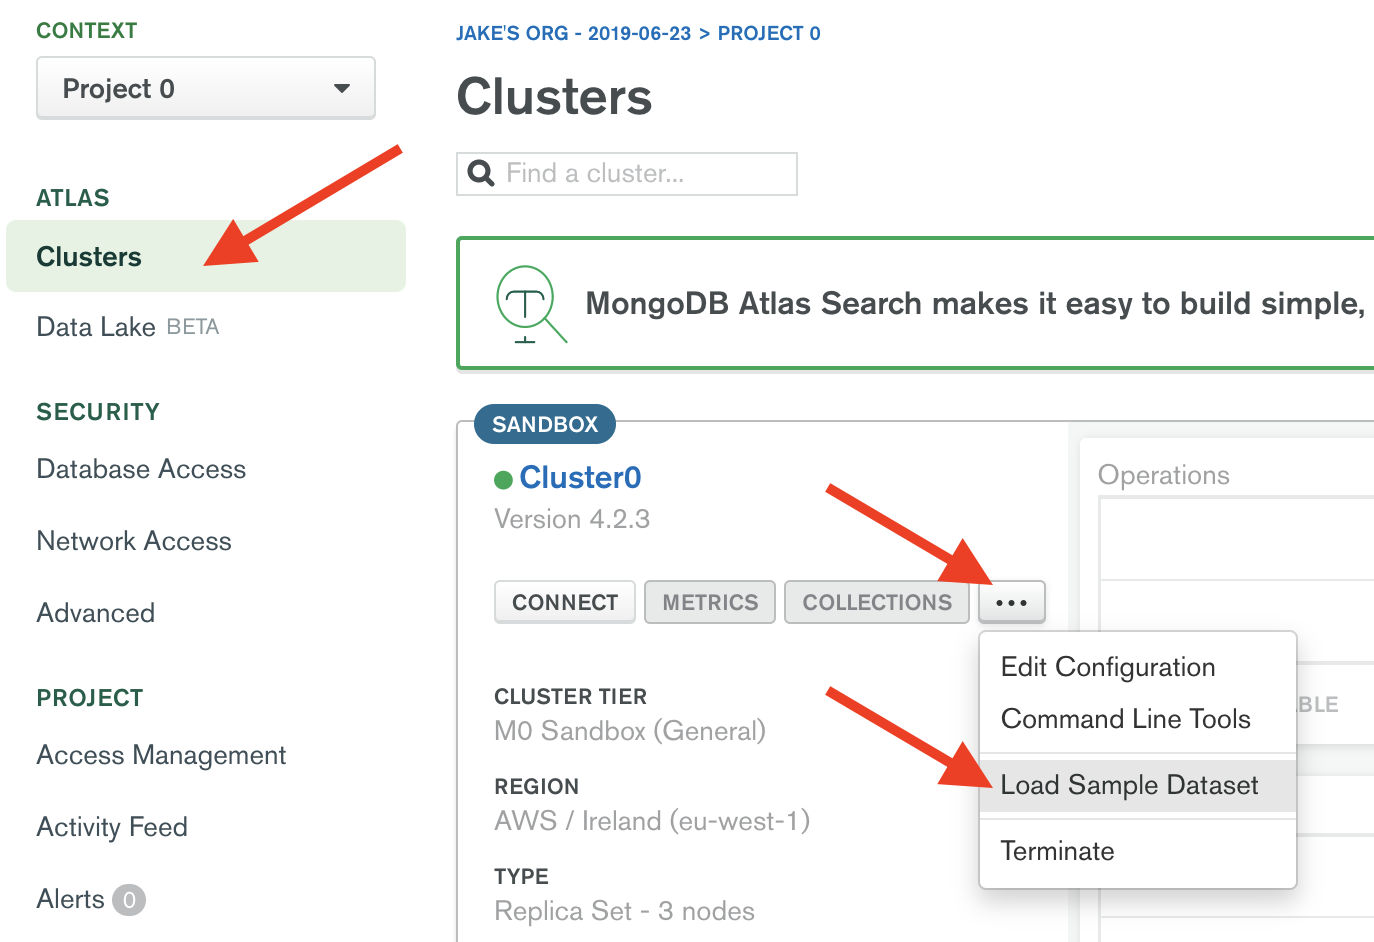 CONTEXT
Project 0
ATLAS
Clusters
Data Lake BETA
SECURITY
Database Access
Network Access
Advanced
PROJECT
Access Management
Activity Feed
Alerts 0
JAKE'S ORG - 2019-06-23 > PROJECT 0
Clusters
Find a cluster...
MongoDB Atlas Search makes it easy to build simple,
SANDBOX
Cluster0
Version 4.2.3
CONNECT METRICS COLLECTIONS ...
Edit Configuration
Command Line Tools
Load Sample Dataset
Terminate
CLUSTER TIER
M0 Sandbox (General)
REGION
AWS / Ireland (eu-west-1)
TYPE
Replica Set - 3 nodes
Operations